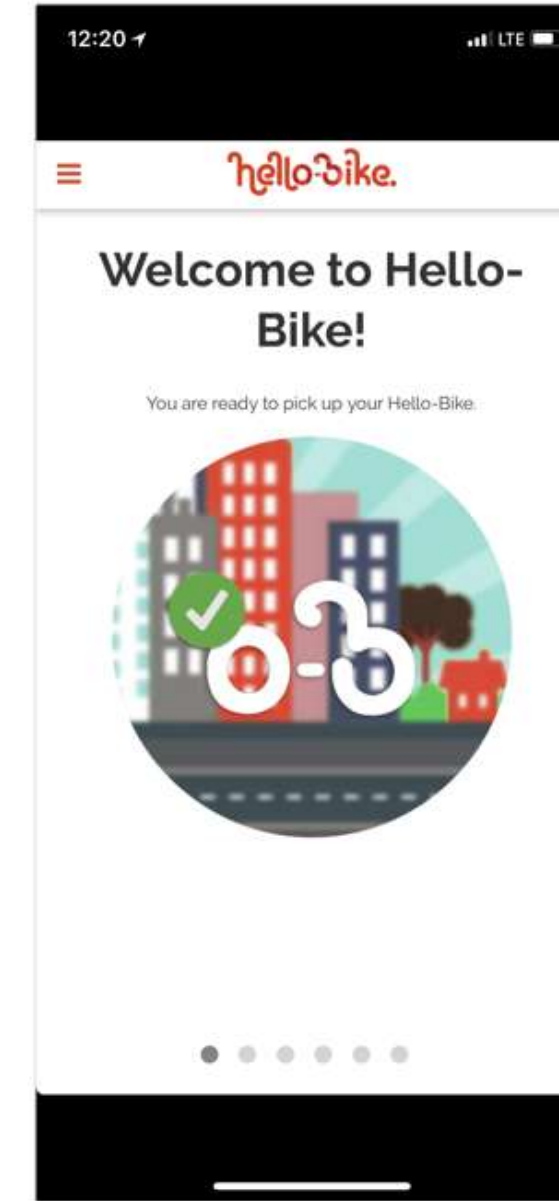 12:20
LTE
hello-bike.
Welcome to Hello-
Bike!
You are ready to pick up your Hello-Bike.